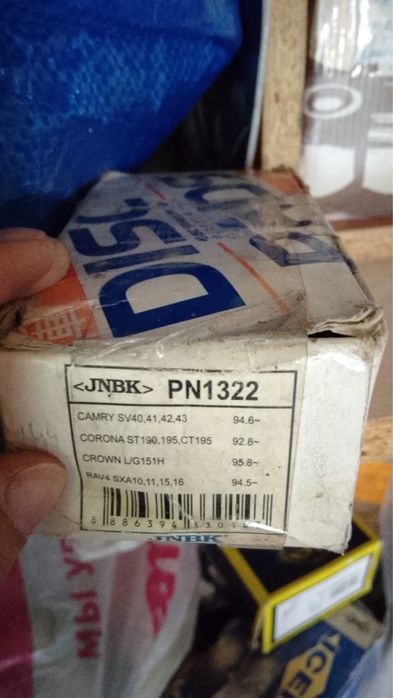 DISC
<JNBK> PN1322
CAMRY SV40,41,42,43 94.6~
CORONA ST190,195,CT195 92.8~
CROWN L/G151H 95.8~
RAV4 SXA10,11,15,16 94.5~
JNBK
МЫ